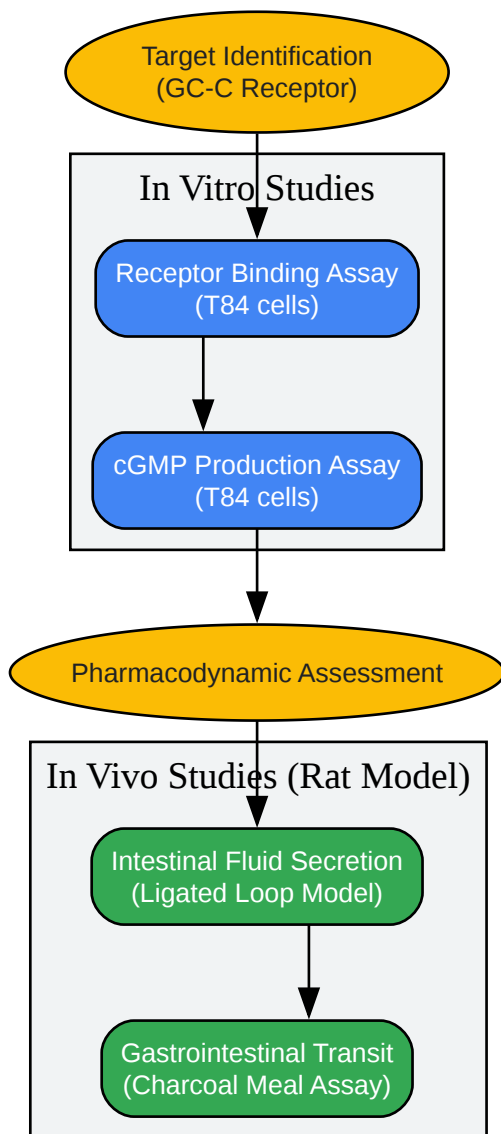 Target Identification
(GC-C Receptor)
In Vitro Studies
Receptor Binding Assay
(T84 cells)
cGMP Production Assay
(T84 cells)
Pharmacodynamic Assessment
In Vivo Studies (Rat Model)
Intestinal Fluid Secretion
(Ligated Loop Model)
Gastrointestinal Transit
(Charcoal Meal Assay)